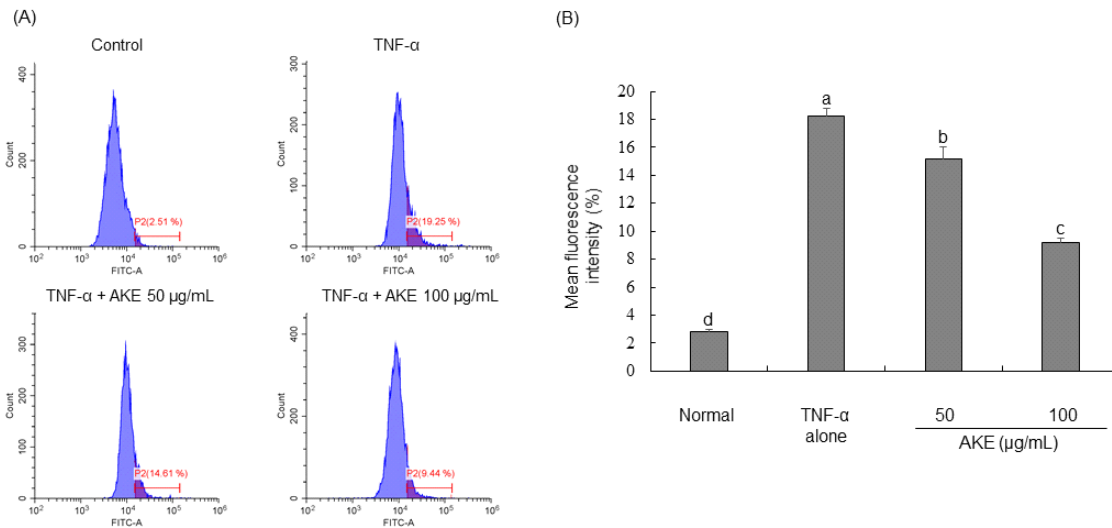 (A)
Control
400
200
0
Count
P2(2.51 %)
10² 10³ 10⁴ 10⁵ 10⁶
FITC-A
TNF-α
300
200
100
0
Count
P2(19.25 %)
10² 10³ 10⁴ 10⁵ 10⁶
FITC-A
TNF-α + AKE 50 µg/mL
300
200
100
0
Count
P2(14.61 %)
10² 10³ 10⁴ 10⁵ 10⁶
FITC-A
TNF-α + AKE 100 µg/mL
400
200
0
Count
P2(9.44 %)
10² 10³ 10⁴ 10⁵ 10⁶
FITC-A
(B)
Mean fluorescence
intensity (%)
20
18
16
14
12
10
8
6
4
2
0
d
a
b
c
Normal
TNF-α
alone
50 100
AKE (µg/mL)